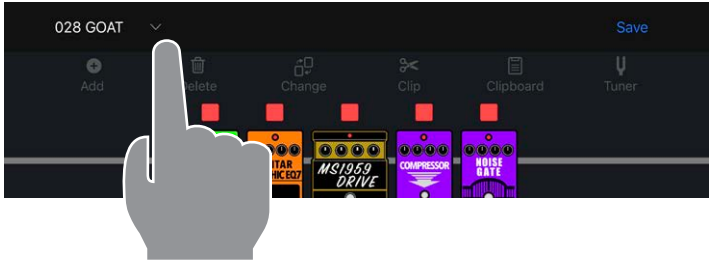 028 GOAT
Save
Add
Delete
Change
Clip
Clipboard
Tuner
MS1959
DRIVE
COMPRESSOR
NOISE
GATE